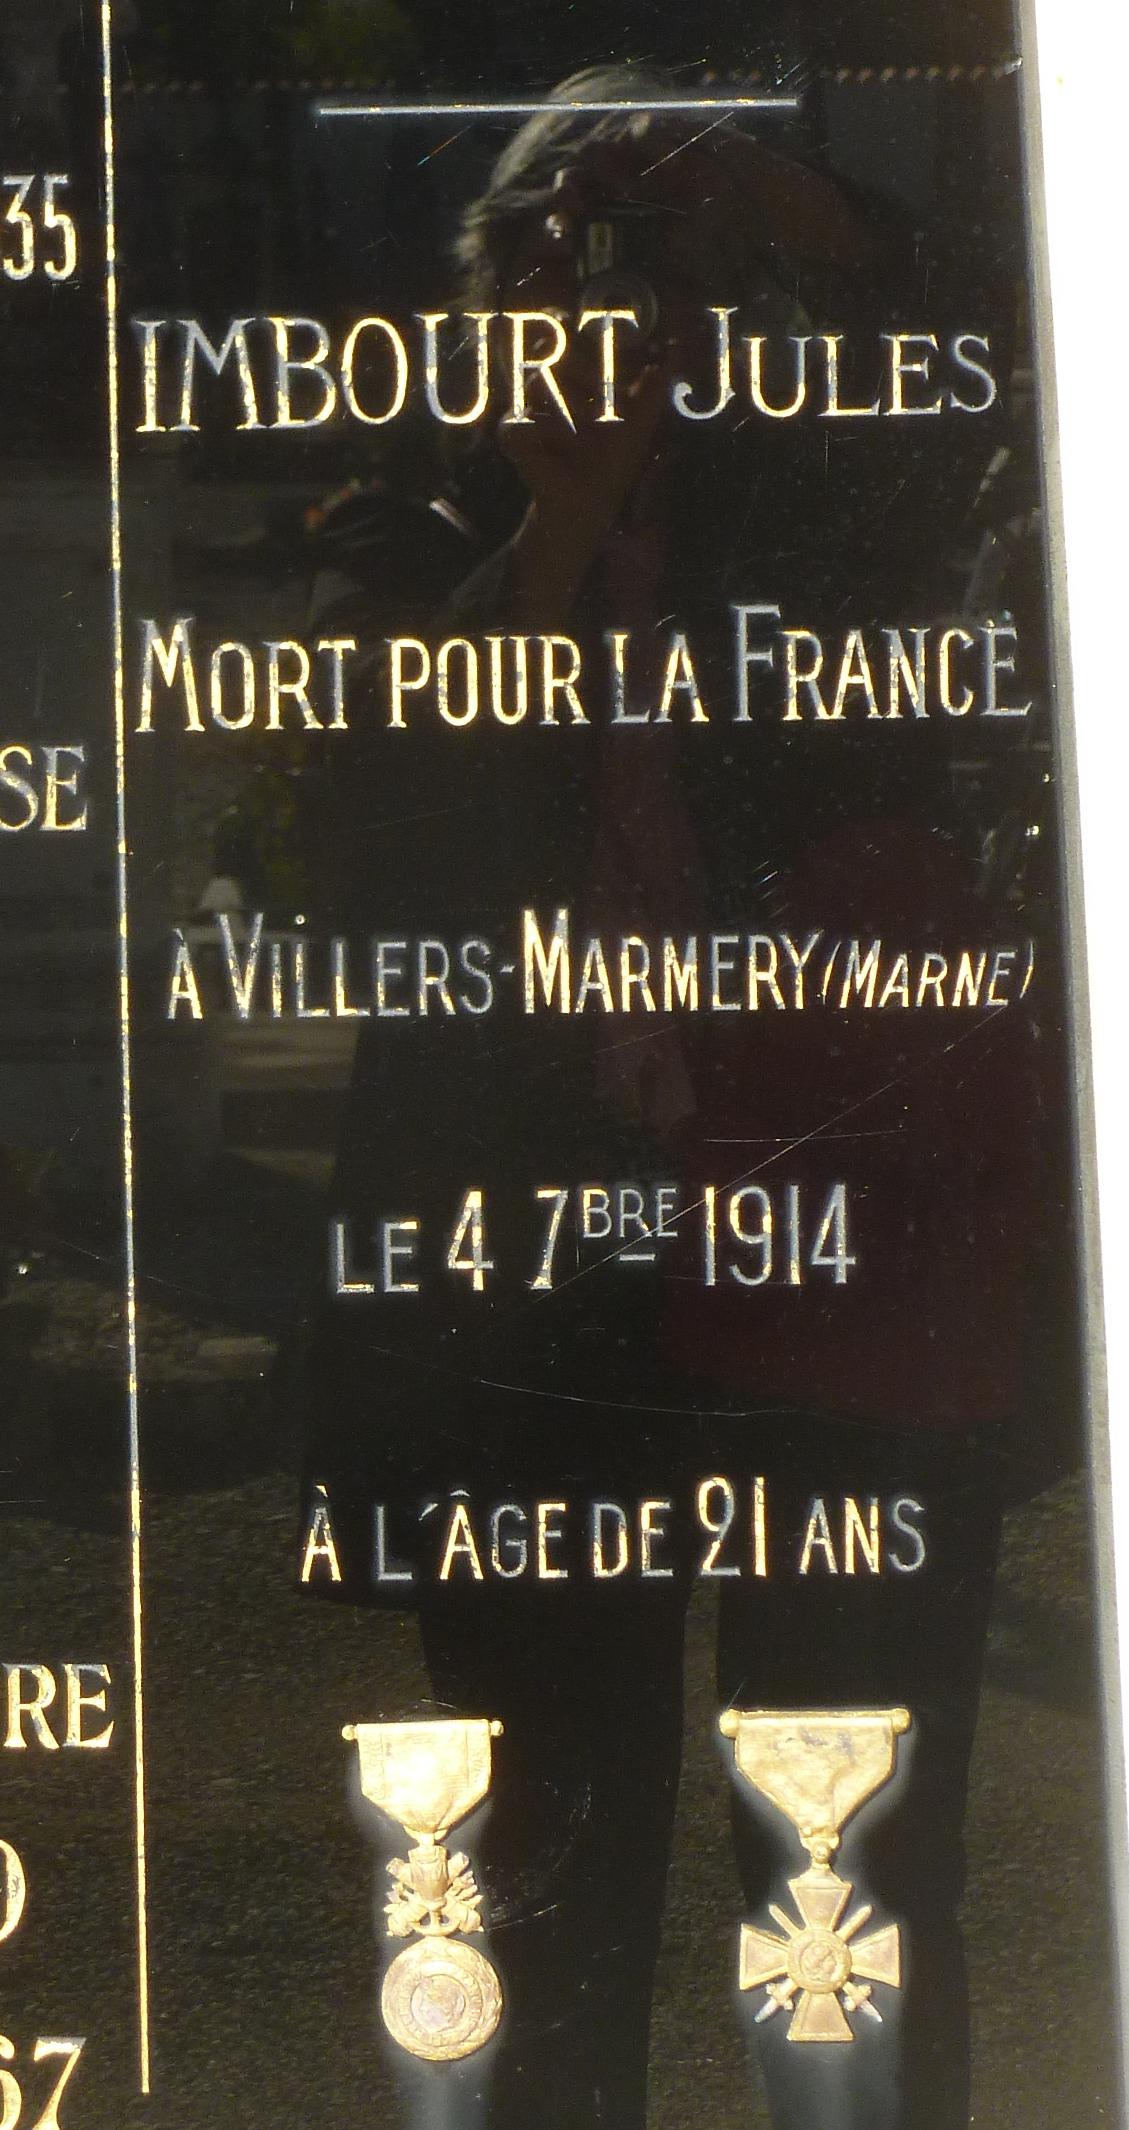 35
IMBOURT JULES
MORT POUR LA FRANCE
SE
À VILLERS-MARMERY (MARNE)
LE 4 7BRE 1914
À L'ÂGE DE 21 ANS
RE
67